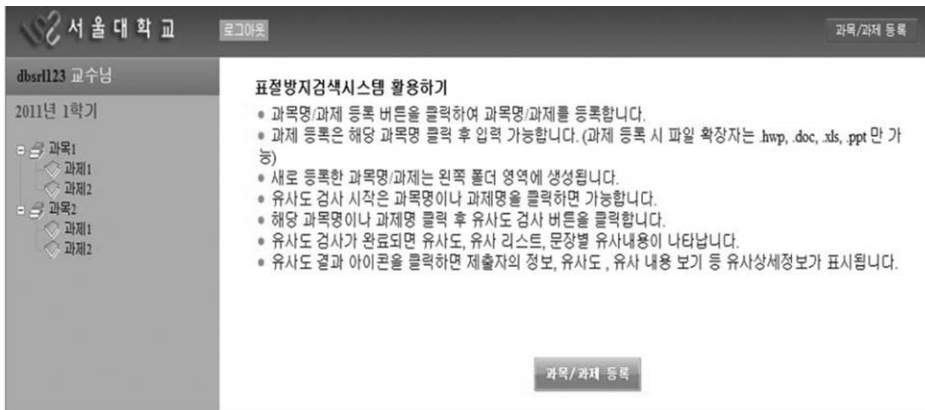 서울대학교
로그아웃
과목/과제 등록
dbsrl123 교수님
2011년 1학기
과목1
과제1
과제2
과목2
과제1
과제2
표절방지검색시스템 활용하기
과목명/과제 등록 버튼을 클릭하여 과목명/과제를 등록합니다.
과제 등록은 해당 과목명 클릭 후 입력 가능합니다. (과제 등록 시 파일 확장자는 .hwp, .doc, .xls, .ppt 만 가
능)
새로 등록한 과목명/과제는 왼쪽 폴더 영역에 생성됩니다.
유사도 검사 시작은 과목명이나 과제명을 클릭하면 가능합니다.
해당 과목명이나 과제명 클릭 후 유사도 검사 버튼을 클릭합니다.
유사도 검사가 완료되면 유사도, 유사 리스트, 문장별 유사내용이 나타납니다.
유사도 결과 아이콘을 클릭하면 제출자의 정보, 유사도 , 유사 내용 보기 등 유사상세정보가 표시됩니다.
과목/과제 등록